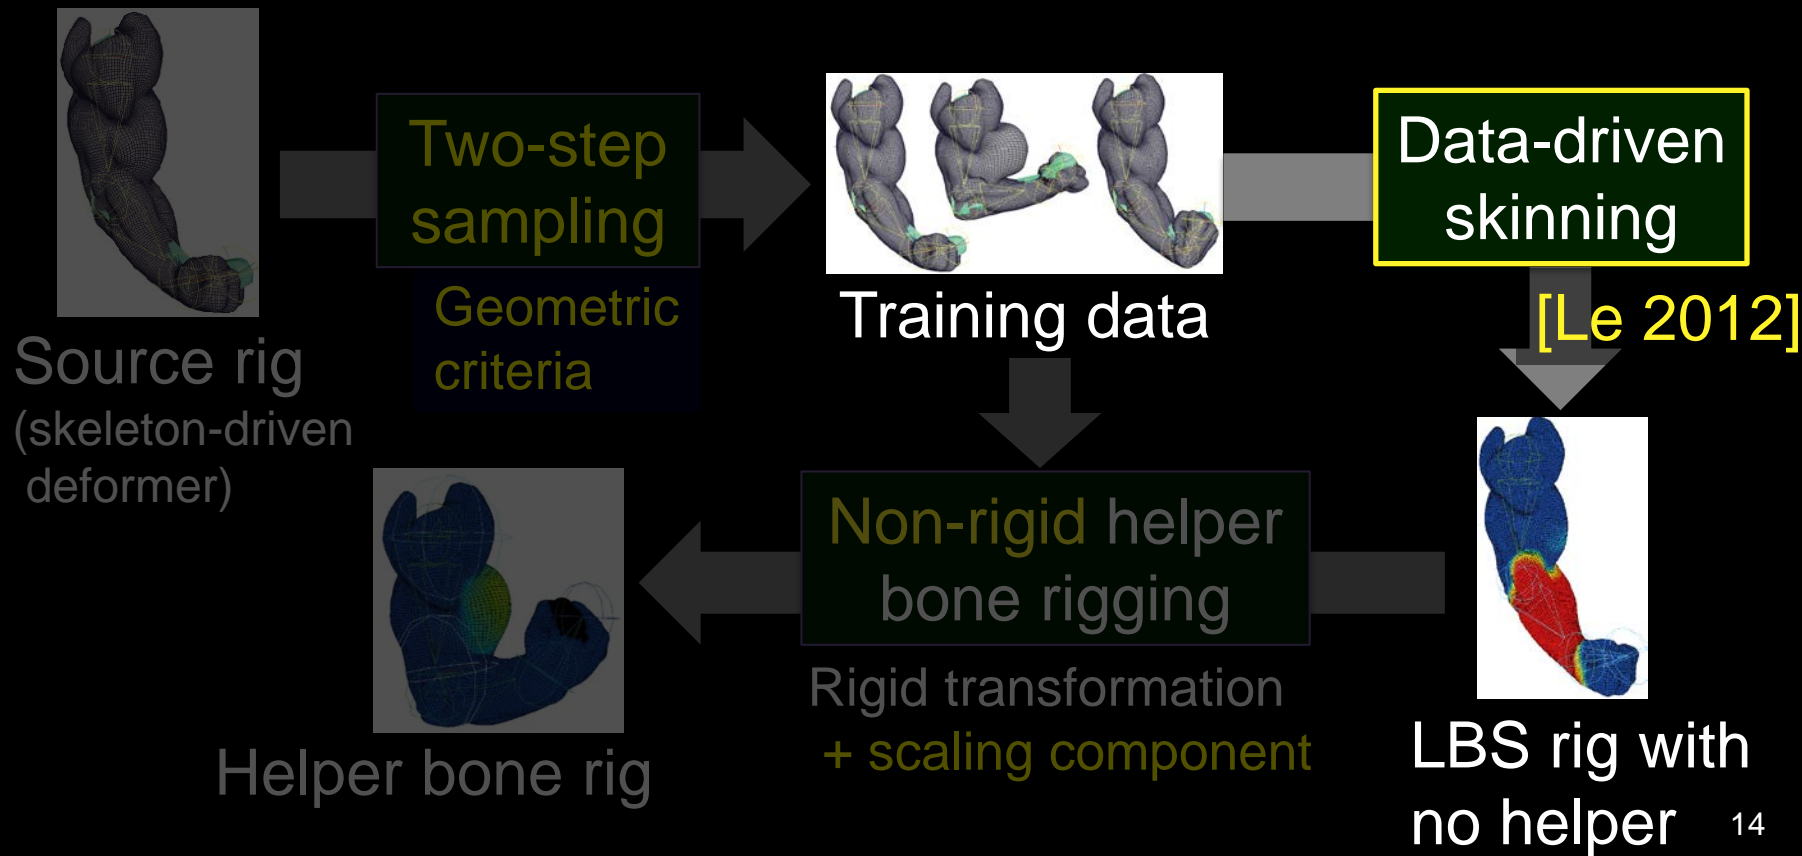 Two-step
sampling
Geometric
criteria
Source rig
(skeleton-driven
deformer)
Training data
Data-driven
skinning
[Le 2012]
Non-rigid helper
bone rigging
Rigid transformation
+ scaling component
Helper bone rig
LBS rig with
no helper
14